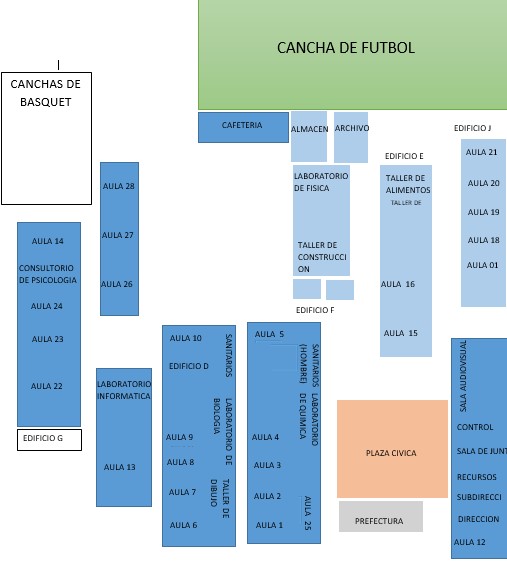 CANCHA DE FUTBOL
CANCHAS DE
BASQUET
CAFETERIA
ALMACEN
ARCHIVO
EDIFICIO J
EDIFICIO E
AULA 21
AULA 20
AULA 19
AULA 18
AULA 01
LABORATORIO
DE FISICA
TALLER DE
CONSTRUCCI
ON
EDIFICIO F
TALLER DE
ALIMENTOS
TALLER DE
AULA 16
AULA 15
AULA 28
AULA 27
AULA 26
AULA 14
CONSULTORIO
DE PSICOLOGIA
AULA 24
AULA 23
AULA 22
EDIFICIO G
LABORATORIO
INFORMATICA
AULA 13
AULA 10
EDIFICIO D
AULA 9
AULA 8
AULA 7
AULA 6
SANITARIOS
LABORATORIO DE
BIOLOGIA
TALLER DE
DIBUJO
AULA 5
AULA 4
AULA 3
AULA 2
AULA 1
SANITARIOS
(HOMBRE)
LABORATORIO
DE QUIMICA
AULA 25
PLAZA CIVICA
PREFECTURA
SALA AUDIOVISUAL
CONTROL
SALA DE JUNT
RECURSOS
SUBDIRECCI
DIRECCION
AULA 12